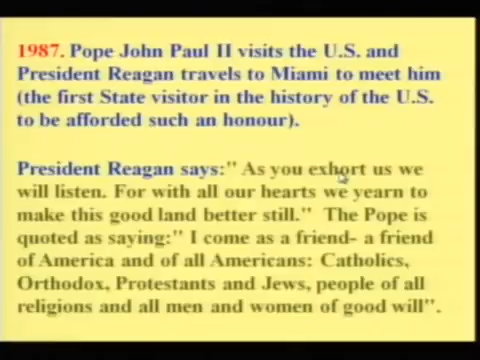 1987. Pope John Paul II visits the U.S. and
President Reagan travels to Miami to meet him
(the first State visitor in the history of the U.S.
to be afforded such an honour).
President Reagan says:" As you exhort us we
will listen. For with all our hearts we yearn to
make this good land better still." The Pope is
quoted as saying:" I come as a friend- a friend
of America and of all Americans: Catholics,
Orthodox, Protestants and Jews, people of all
religions and all men and women of good will".